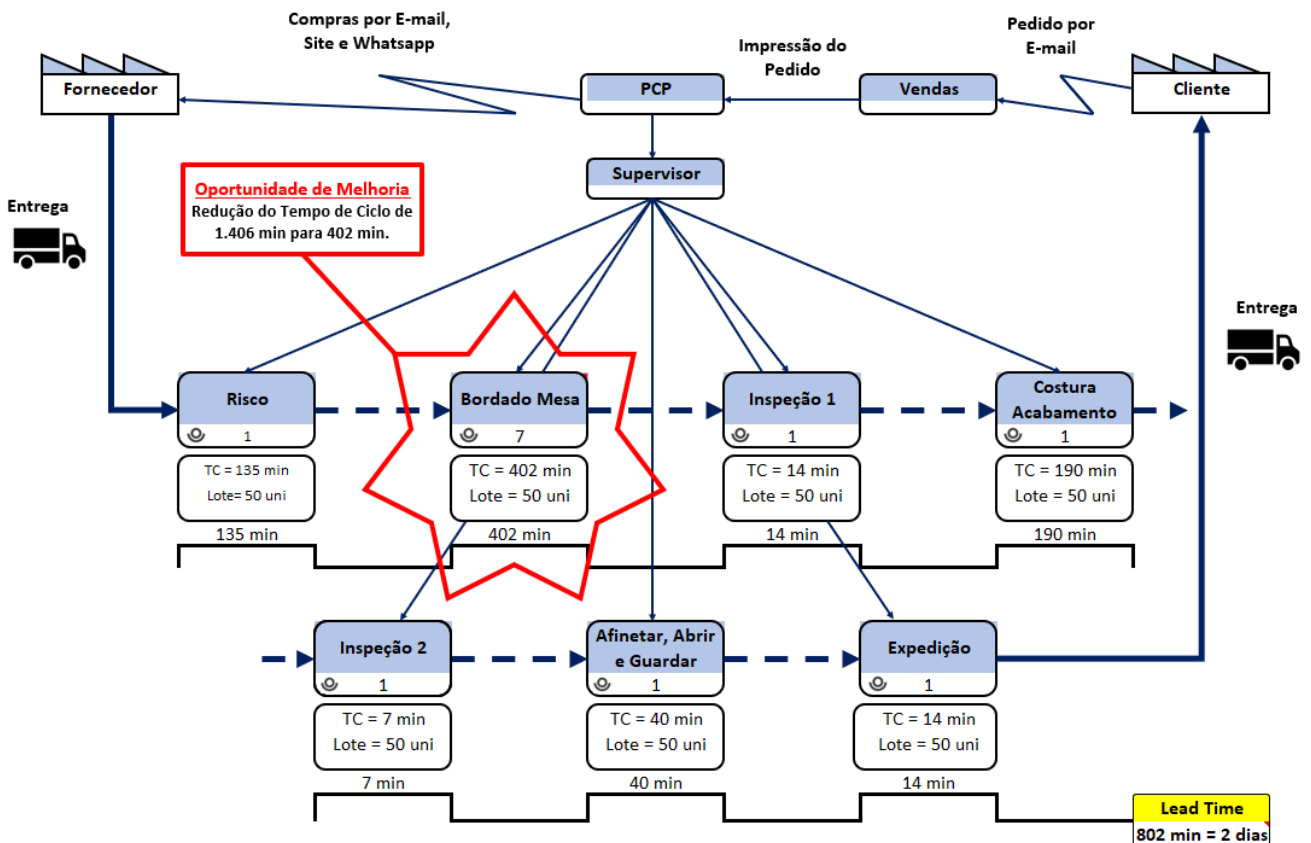 Compras por E-mail,
Site e Whatsapp
Impressão do
Pedido
Pedido por
E-mail
Fornecedor
PCP
Vendas
Cliente
Supervisor
Oportunidade de Melhoria
Redução do Tempo de Ciclo de
1.406 min para 402 min.
Entrega
Entrega
Risco
1
TC = 135 min
Lote= 50 uni
135 min
Bordado Mesa
7
TC = 402 min
Lote = 50 uni
402 min
Inspeção 1
1
TC = 14 min
Lote = 50 uni
14 min
Costura
Acabamento
1
TC = 190 min
Lote = 50 uni
190 min
Inspeção 2
1
TC = 7 min
Lote = 50 uni
7 min
Afinetar, Abrir
e Guardar
1
TC = 40 min
Lote = 50 uni
40 min
Expedição
1
TC = 14 min
Lote = 50 uni
14 min
Lead Time
802 min = 2 dias